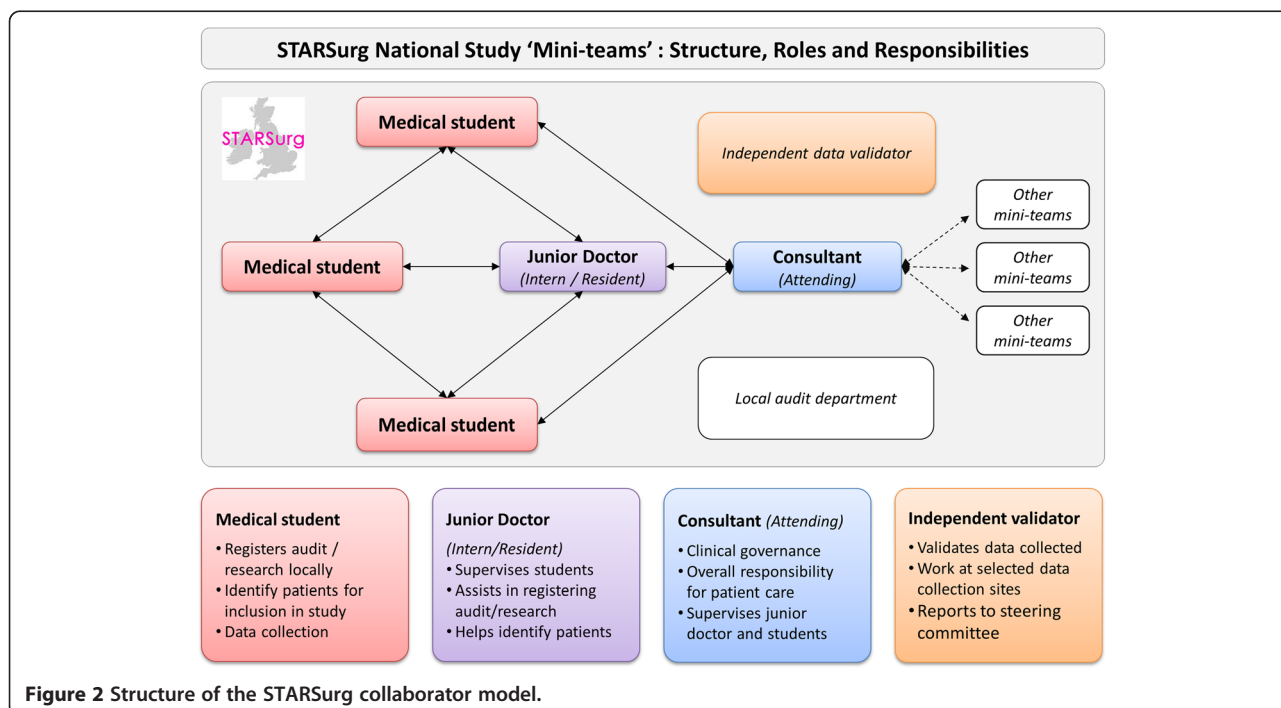 STARSurg National Study ‘Mini-teams’ : Structure, Roles and Responsibilities
STARSurg
Medical student
Independent data validator
Other
mini-teams
Medical student
Junior Doctor
(Intern / Resident)
Consultant
(Attending)
Other
mini-teams
Other
mini-teams
Medical student
Local audit department
Medical student
• Registers audit /
research locally
• Identify patients for
inclusion in study
• Data collection
Junior Doctor
(Intern/Resident)
• Supervises students
• Assists in registering
audit/research
• Helps identify patients
Consultant (Attending)
• Clinical governance
• Overall responsibility
for patient care
• Supervises junior
doctor and students
Independent validator
• Validates data collected
• Work at selected data
collection sites
• Reports to steering
committee
Figure 2 Structure of the STARSurg collaborator model.